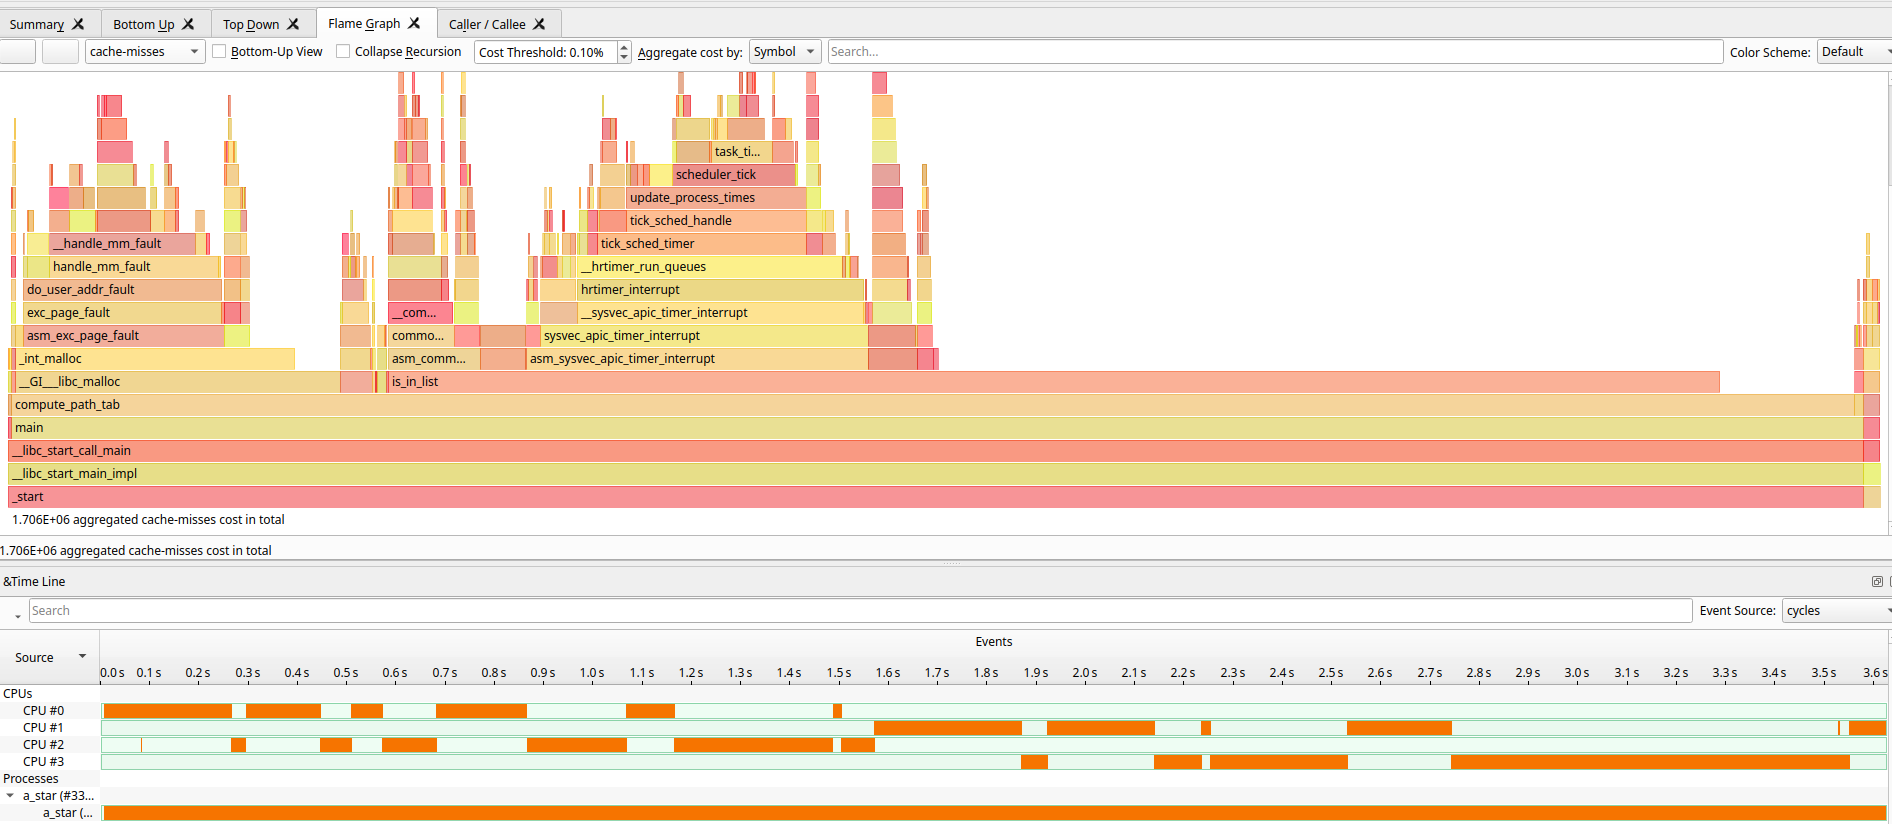 Summary Bottom Up Top Down Flame Graph Caller / Callee
cache-misses Bottom-Up View Collapse Recursion Cost Threshold: 0.10% Aggregate cost by: Symbol Search... Color Scheme: Default
task_ti...
scheduler_tick
update_process_times
tick_sched_handle
__handle_mm_fault tick_sched_timer
handle_mm_fault __hrtimer_run_queues
do_user_addr_fault hrtimer_interrupt
exc_page_fault __com... __sysvec_apic_timer_interrupt
asm_exc_page_fault commo... sysvec_apic_timer_interrupt
_int_malloc asm_comm... asm_sysvec_apic_timer_interrupt
__GI___libc_malloc is_in_list
compute_path_tab
main
__libc_start_call_main
__libc_start_main_impl
_start
1.706E+06 aggregated cache-misses cost in total
1.706E+06 aggregated cache-misses cost in total
&Time Line
Search Event Source: cycles
Source Events
0.0 s 0.1 s 0.2 s 0.3 s 0.4 s 0.5 s 0.6 s 0.7 s 0.8 s 0.9 s 1.0 s 1.1 s 1.2 s 1.3 s 1.4 s 1.5 s 1.6 s 1.7 s 1.8 s 1.9 s 2.0 s 2.1 s 2.2 s 2.3 s 2.4 s 2.5 s 2.6 s 2.7 s 2.8 s 2.9 s 3.0 s 3.1 s 3.2 s 3.3 s 3.4 s 3.5 s 3.6 s
CPUs
CPU #0
CPU #1
CPU #2
CPU #3
Processes
a_star (#33...
a_star (...